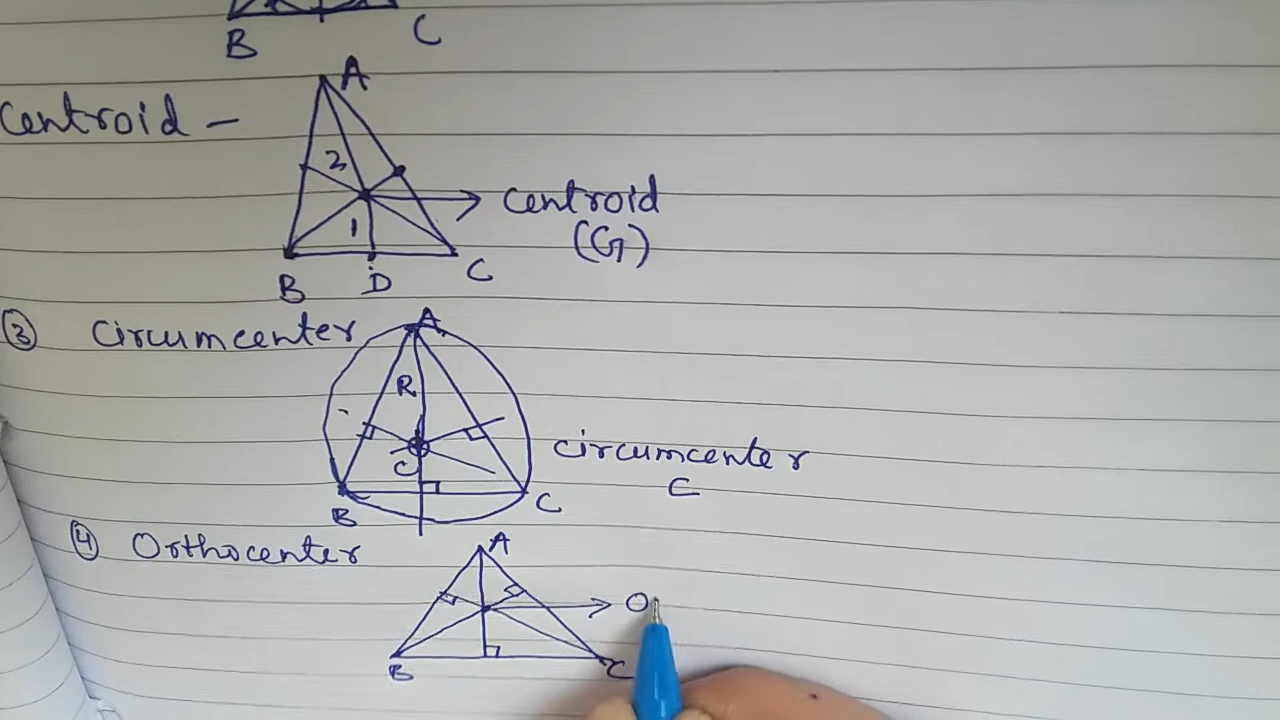 B C
A
Centroid -
2
centroid
1
(G)
B D C
③ Circumcenter A
R
C circumcenter
C
B C
④ Orthocenter A
O
B C